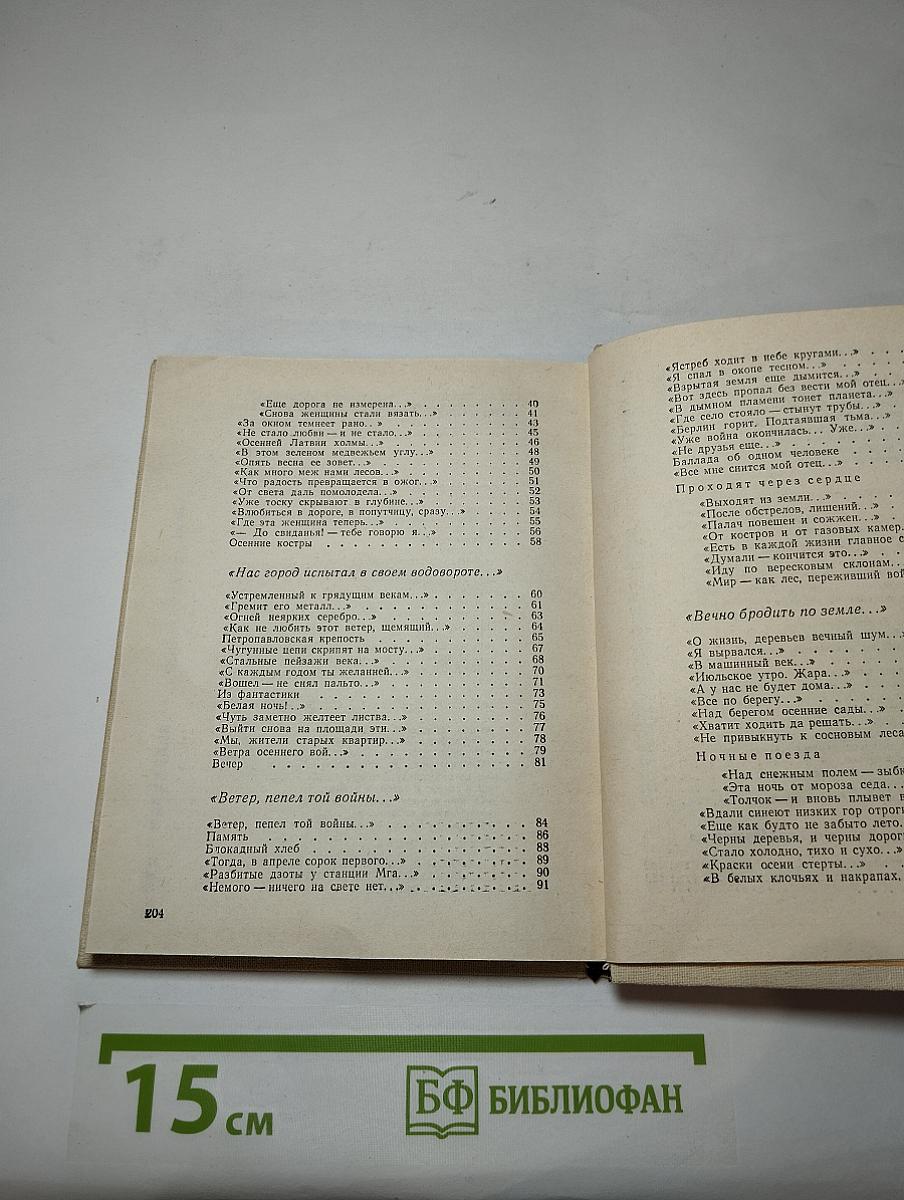 «Еще дорога не измерена...» . . . . . . . . 40
«Снова женщины стали вязать...» . . . . . . . 41
«За окном темнеет рано..» . . . . . . . . . 43
«Не стало любви — и не стало...» . . . . . . . 45
«Осенней Латвии холмы...» . . . . . . . . . 46
«В этом зеленом медвежьем углу...» . . . . . . 48
«Опять весна ее зовет...» . . . . . . . . . 49
«Как много меж нами лесов...» . . . . . . . . 50
«Что радость превращается в ожог...» . . . . . . 51
«От света даль помолодела...» . . . . . . . . 52
«Уже тоску скрывают в глубине...» . . . . . . . 53
«Влюбиться в дороге, в попутчицу, сразу...» . . . . 54
«Где эта женщина теперь...» . . . . . . . . . 55
«— До свиданья! — тебе говорю я...» . . . . . . 56
Осенние костры . . . . . . . . . . . . . 58
«Нас город испытал в своем водовороте...»
«Устремленный к грядущим векам...» . . . . . . 60
«Гремит его металл...» . . . . . . . . . . 61
«Огней неярких серебро...» . . . . . . . . . 63
«Как не любить этот ветер, щемящий...» . . . . . 64
Петропавловская крепость . . . . . . . . . 65
«Чугунные цепи скрипят на мосту...» . . . . . . 67
«Стальные пейзажи века...» . . . . . . . . . 68
«С каждым годом ты желанней...» . . . . . . . 70
«Вошел — не снял пальто...» . . . . . . . . . 71
Из фантастики . . . . . . . . . . . . . 73
«Белая ночь!..» . . . . . . . . . . . . . 75
«Чуть заметно желтеет листва...» . . . . . . . 76
«Выйти снова на площади эти...» . . . . . . . 77
«Мы, жители старых квартир...» . . . . . . . 78
«Ветра осеннего вой...» . . . . . . . . . . 79
Вечер . . . . . . . . . . . . . . . . 81
«Ветер, пепел той войны...»
«Ветер, пепел той войны...» . . . . . . . . . 84
Память . . . . . . . . . . . . . . . . 86
Блокадный хлеб . . . . . . . . . . . . . 88
«Тогда, в апреле сорок первого...» . . . . . . . 89
«Разбитые дзоты у станции Мга...» . . . . . . . 90
«Немого — ничего на свете нет...» . . . . . . . 91
204
«Ястреб ходит в небе кругами...» . . .
«Я спал в окопе тесном...» . . . .
«Взрытая земля еще дымится...» . . .
«Вот здесь пропал без вести мой отец...»
«В дымном пламени тонет планета...»
«Где село стояло — стынут трубы...»
«Берлин горит. Подтаявшая тьма...»
«Уже война окончилась... Уже...»
«Не друзья еще...» . . . . . .
Баллада об одном человеке . . .
«Все мне снится мой отец...» . . .
Проходят через сердце
«Выходят из земли...» . . . .
«После обстрелов, лишений...»
«Палач повешен и сожжен...»
«От костров и от газовых камер
«Есть в каждой жизни главное с
«Думали — кончится это...» . .
«Иду по вересковым склонам...
«Мир — как лес, переживший вой
«Вечно бродить по земле...»
«О жизнь, деревьев вечный шум...»
«Я вырвался...» . . . . . .
«В машинный век...» . . . . .
«Июльское утро. Жара...» . . .
«А у нас не будет дома...» . . .
«Все по берегу...» . . . . .
«Над берегом осенние сады...» . .
«Хватит ходить да решать...» . .
«Не привыкнуть к сосновым леса
Ночные поезда
«Над снежным полем — зыбк
«Эта ночь от мороза седа...»
«Толчок — и вновь плывет в
«Вдали синеют низких гор отроги
«Еще как будто не забыто лето.
«Черны деревья, и черны дороги
«Стало холодно, тихо и сухо...»
«Краски осени стерты...» . . .
«В белых клочьях и накрапах,
15 см
БФ БИБЛИОФАН